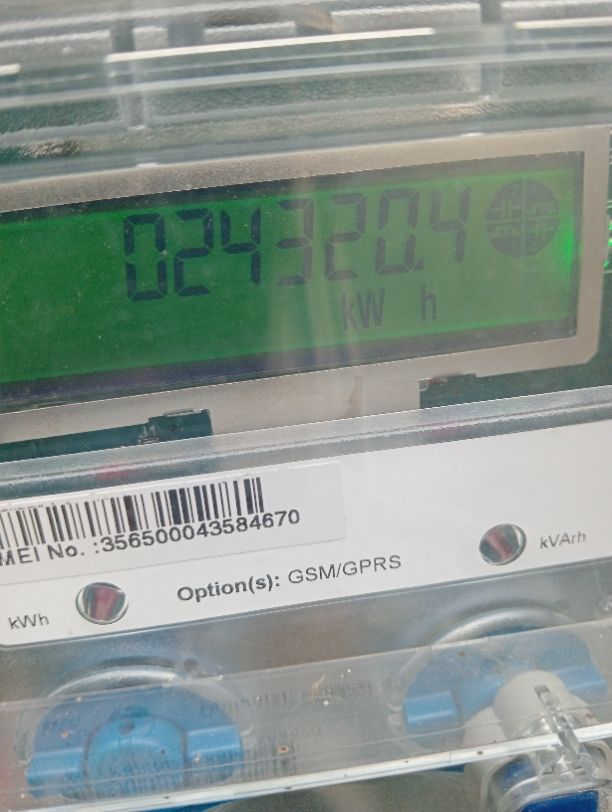 024320.4
kW h
MEI No. :356500043584670
Option(s): GSM/GPRS
kVArh
kWh